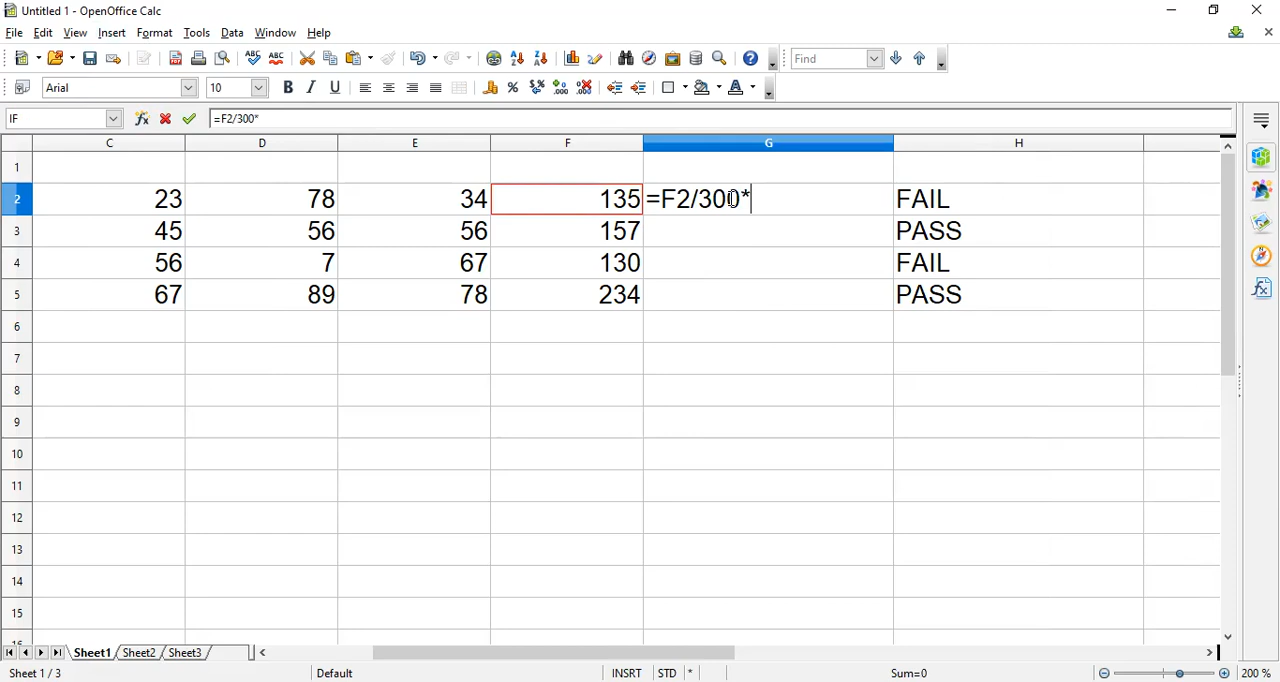 Untitled 1 - OpenOffice Calc
File Edit View Insert Format Tools Data Window Help
Find
Arial 10 B I U
IF =F2/300*
C D E F G H
1
2 23 78 34 135 =F2/300* FAIL
3 45 56 56 157 PASS
4 56 7 67 130 FAIL
5 67 89 78 234 PASS
6
7
8
9
10
11
12
13
14
15
16
Sheet1 Sheet2 Sheet3
Sheet 1 / 3 Default INSRT STD * Sum=0 200 %